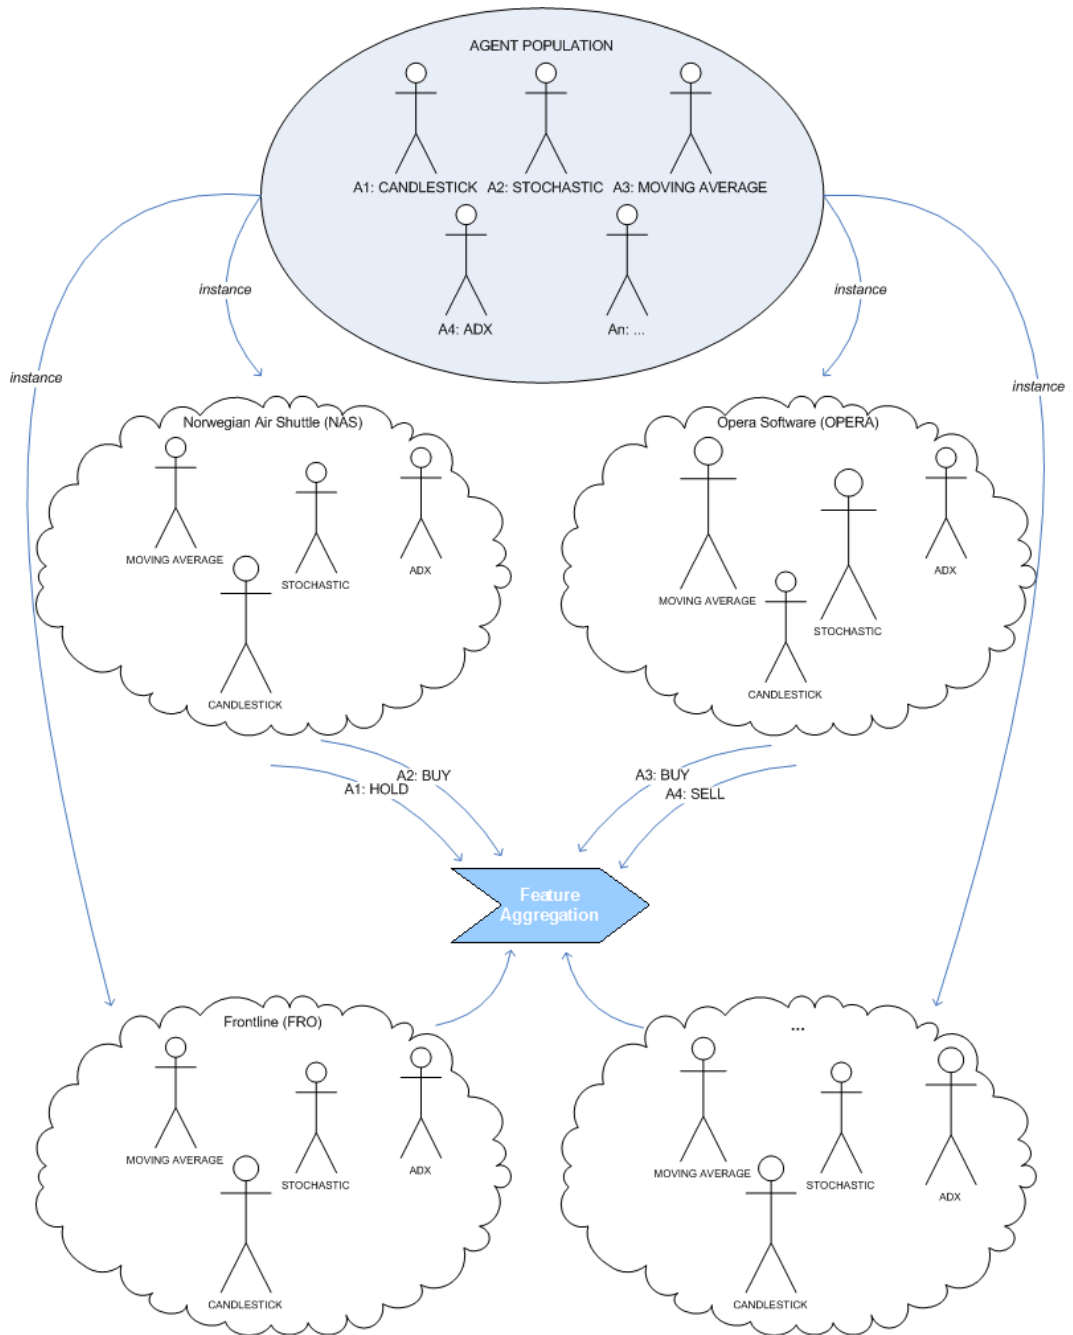 AGENT POPULATION
A1: CANDLESTICK
A2: STOCHASTIC
A3: MOVING AVERAGE
A4: ADX
An: ...
instance
instance
instance
instance
Norwegian Air Shuttle (NAS)
MOVING AVERAGE
STOCHASTIC
ADX
CANDLESTICK
Opera Software (OPERA)
MOVING AVERAGE
STOCHASTIC
ADX
CANDLESTICK
A2: BUY
A1: HOLD
A3: BUY
A4: SELL
Feature
Aggregation
Frontline (FRO)
MOVING AVERAGE
STOCHASTIC
ADX
CANDLESTICK
...
MOVING AVERAGE
STOCHASTIC
ADX
CANDLESTICK